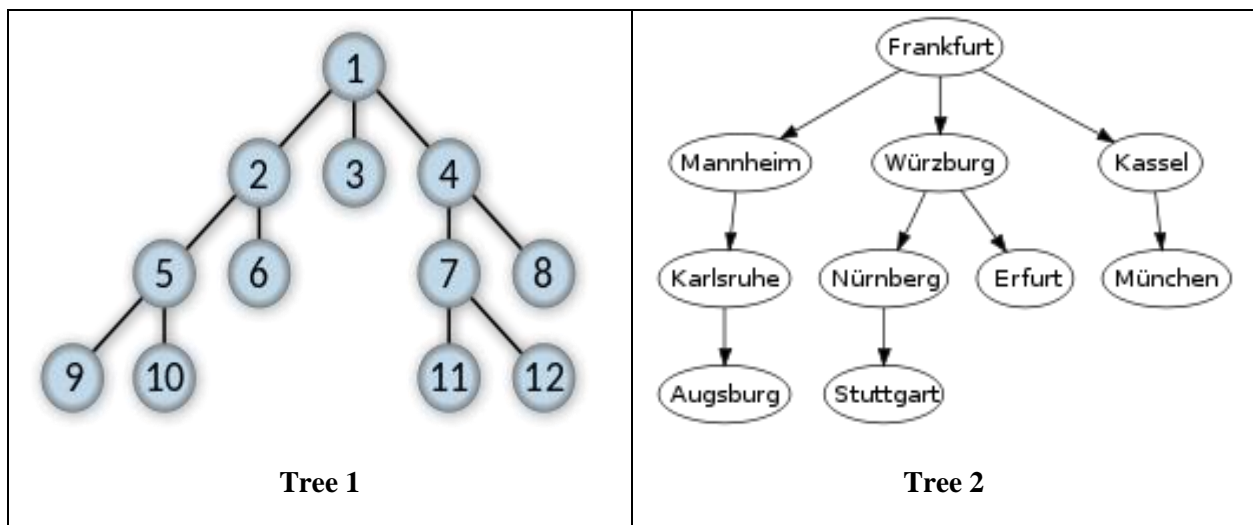 1
2 3 4
5 6 7 8
9 10 11 12
Tree 1
Frankfurt
Mannheim Würzburg Kassel
Karlsruhe Nürnberg Erfurt München
Augsburg Stuttgart
Tree 2